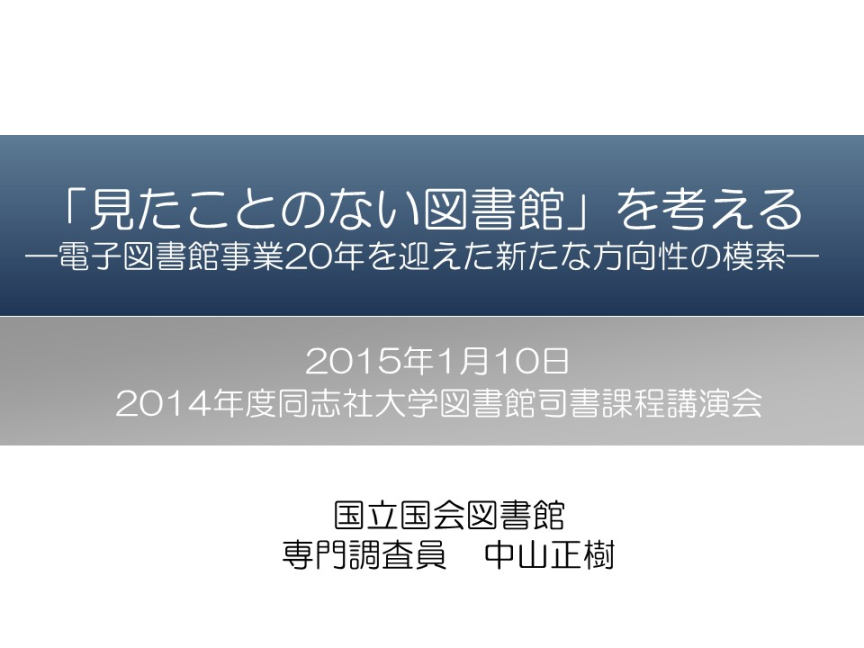 「見たことのない図書館」を考える
―電子図書館事業20年を迎えた新たな方向性の模索―
2015年1月10日
2014年度同志社大学図書館司書課程講演会
国立国会図書館
専門調査員　中山正樹